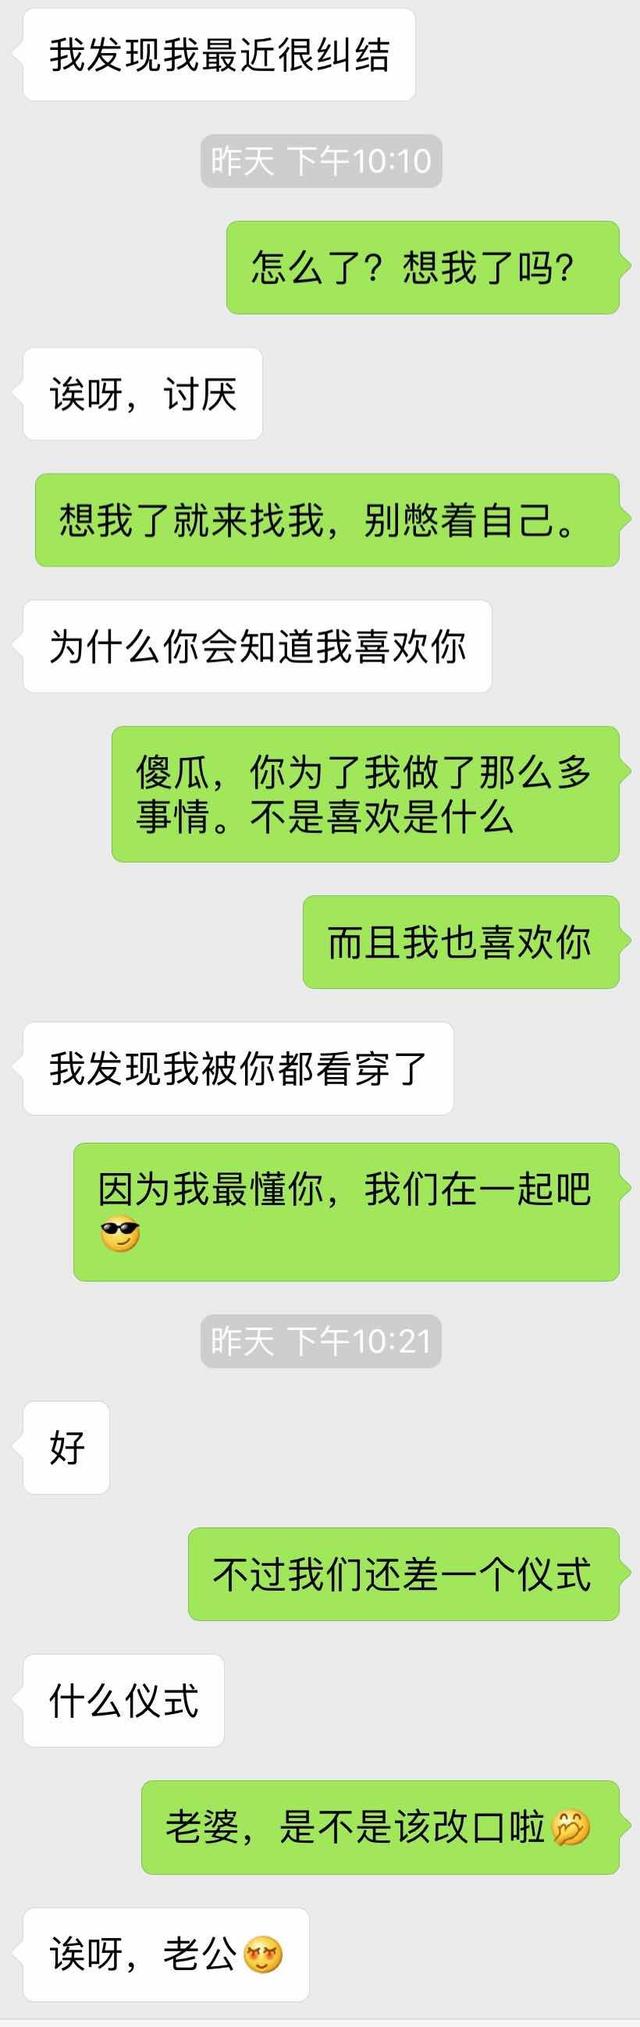 我发现我最近很纠结
昨天 下午10:10
怎么了？想我了吗？
诶呀，讨厌
想我了就来找我，别憋着自己。
为什么你会知道我喜欢你
傻瓜，你为了我做了那么多
事情。不是喜欢是什么
而且我也喜欢你
我发现我被你都看穿了
因为我最懂你，我们在一起吧
昨天 下午10:21
好
不过我们还差一个仪式
什么仪式
老婆，是不是该改口啦
诶呀，老公